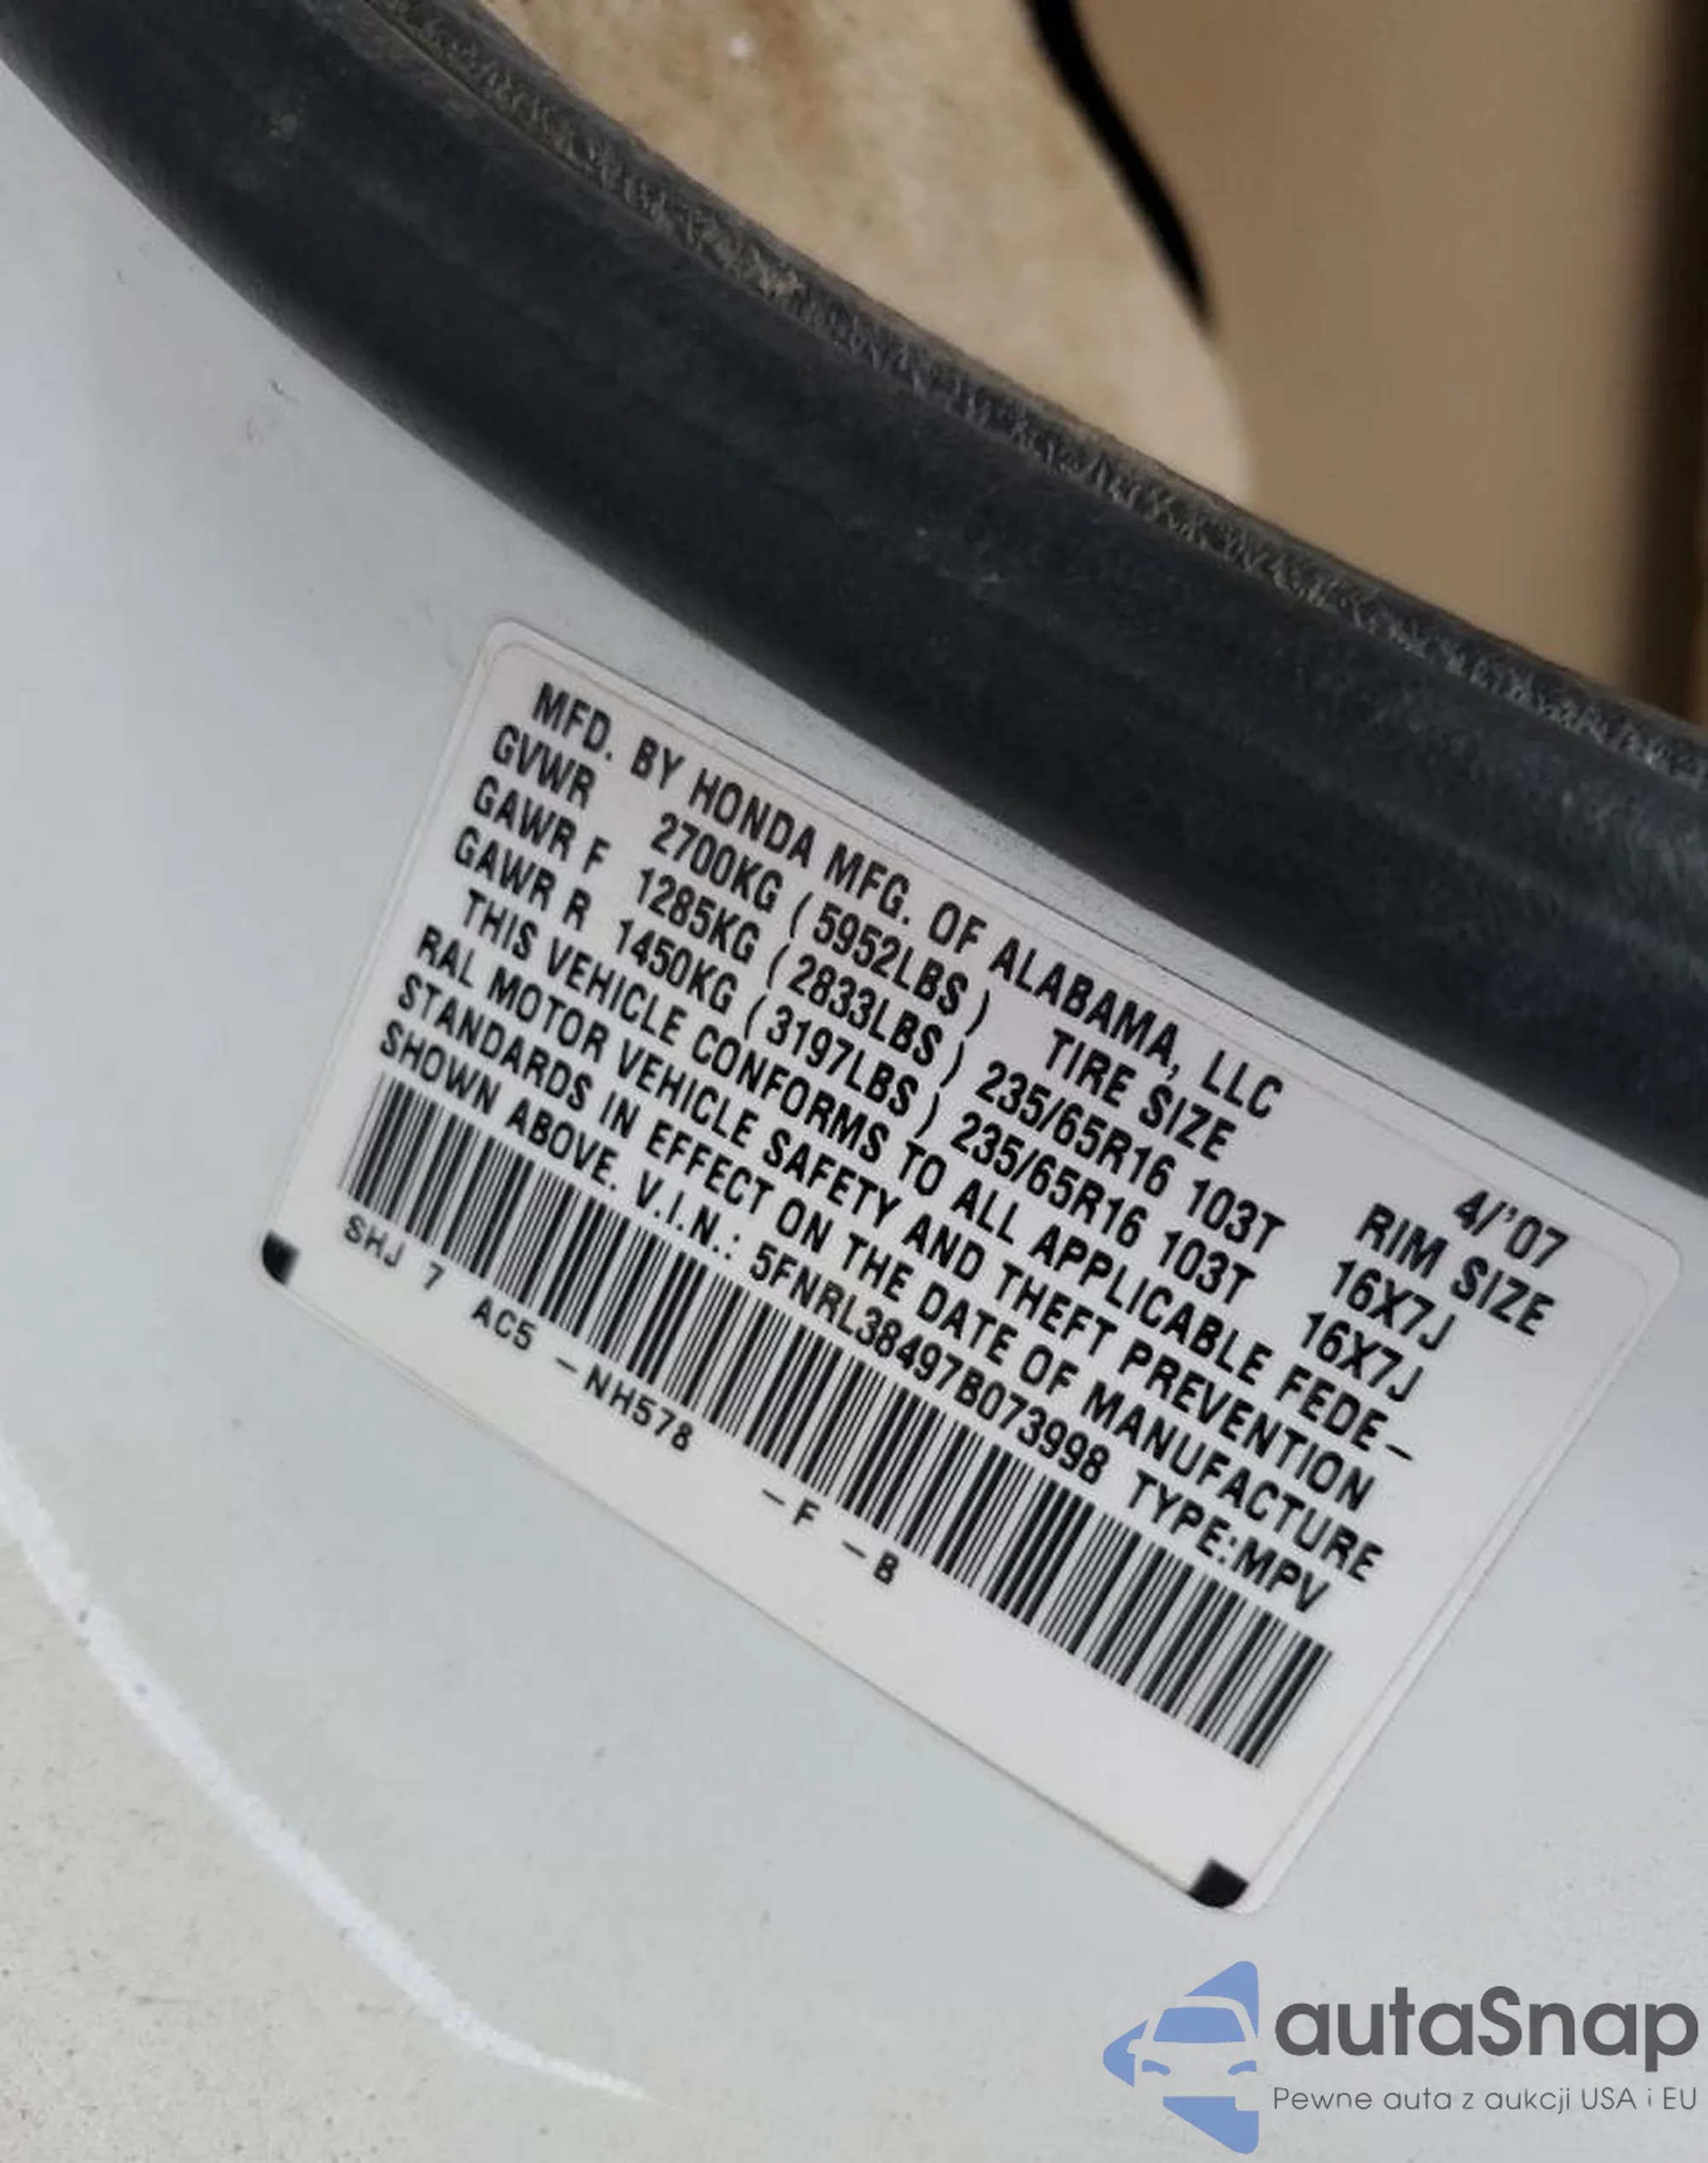 MFD. BY HONDA MFG. OF ALABAMA, LLC 4/'07
GVWR 2700KG (5952LBS) TIRE SIZE RIM SIZE
GAWR F 1285KG (2833LBS) 235/65R16 103T 16X7J
GAWR R 1450KG (3197LBS) 235/65R16 103T 16X7J
THIS VEHICLE CONFORMS TO ALL APPLICABLE FEDE-
RAL MOTOR VEHICLE SAFETY AND THEFT PREVENTION
STANDARDS IN EFFECT ON THE DATE OF MANUFACTURE
SHOWN ABOVE. V.I.N.: 5FNRL38497B073998 TYPE:MPV
SHJ 7 AC5 -NH578 -F -B
autaSnap
Pewne auta z aukcji USA i EU